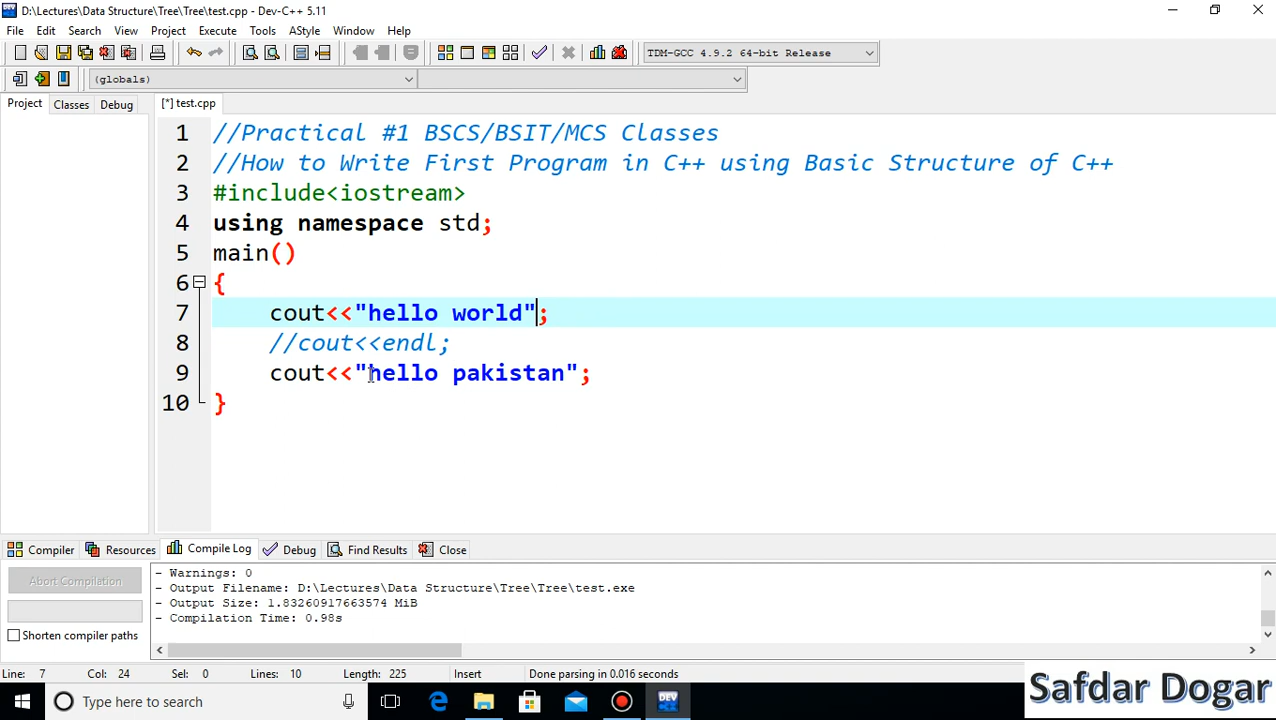 D:\Lectures\Data Structure\Tree\Tree\test.cpp - Dev-C++ 5.11
File Edit Search View Project Execute Tools AStyle Window Help
TDM-GCC 4.9.2 64-bit Release
(globals)
Project Classes Debug [*] test.cpp
1 //Practical #1 BSCS/BSIT/MCS Classes
2 //How to Write First Program in C++ using Basic Structure of C++
3 #include<iostream>
4 using namespace std;
5 main()
6 {
7 cout<<"hello world";
8 //cout<<endl;
9 cout<<"hello pakistan";
10 }
Compiler Resources Compile Log Debug Find Results Close
Abort Compilation
Shorten compiler paths
- Warnings: 0
- Output Filename: D:\Lectures\Data Structure\Tree\Tree\test.exe
- Output Size: 1.83260917663574 MiB
- Compilation Time: 0.98s
Line: 7 Col: 24 Sel: 0 Lines: 10 Length: 225 Insert Done parsing in 0.016 seconds
Type here to search
DEV
Safdar Dogar